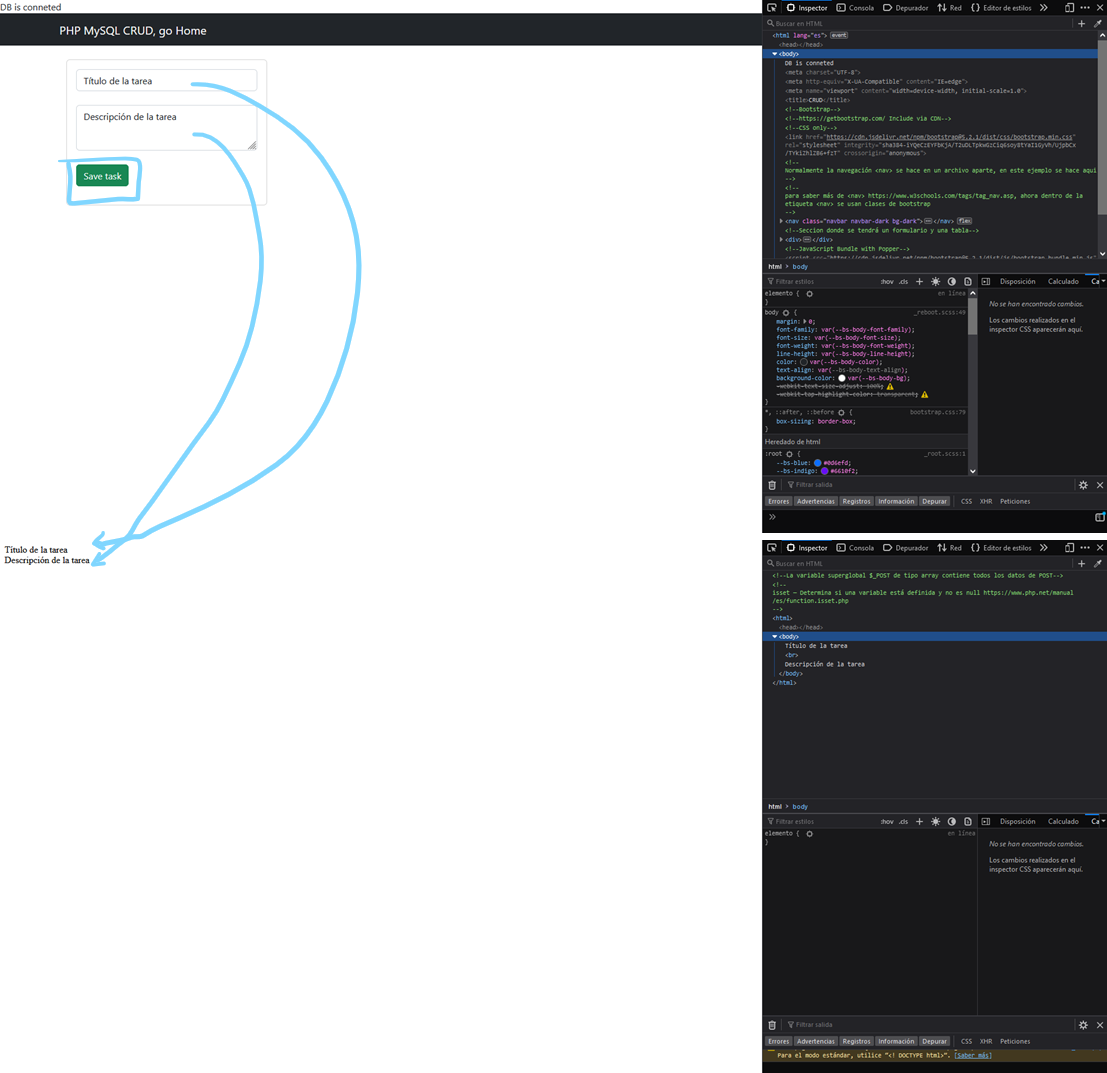 DB is conneted
PHP MySQL CRUD, go Home
Título de la tarea
Descripción de la tarea
Save task
Inspector
Consola
Depurador
Red
Editor de estilos
Buscar en HTML
<html lang="es"> event
<head></head>
<body>
DB is conneted
<meta charset="UTF-8">
<meta http-equiv="X-UA-Compatible" content="IE=edge">
<meta name="viewport" content="width=device-width, initial-scale=1.0">
<title>CRUD</title>
<!--Bootstrap-->
<!--https://getbootstrap.com/ Include via CDN-->
<!--CSS only-->
<link href="https://cdn.jsdelivr.net/npm/bootstrap@5.2.1/dist/css/bootstrap.min.css"
rel="stylesheet" integrity="
crossorigin="anonymous">
<!--
Normalmente la navegación <nav> se hace en un archivo aparte, en este ejemplo se hace aqui
-->
<!--
para saber más de <nav> https://www.w3schools.com/tags/tag_nav.asp, ahora dentro de la
etiqueta <nav> se usan clases de bootstrap
-->
<nav class="navbar navbar-dark bg-dark"></nav> flex
<!--Seccion donde se tendrá un formulario y una tabla-->
<div></div>
<!--JavaScript Bundle with Popper-->
<script src="https://cdn.jsdelivr.net/npm/bootstrap@5.2.1/dist/js/bootstrap.bundle.min.js"
html > body
Filtrar estilos
:hov .cls +
Disposición
Calculado
Ca
elemento {
en línea
}
body {
_reboot.scss:49
margin: 0;
font-family: var(--bs-body-font-family);
font-size: var(--bs-body-font-size);
font-weight: var(--bs-body-font-weight);
line-height: var(--bs-body-line-height);
color: var(--bs-body-color);
text-align: var(--bs-body-text-align);
background-color: var(--bs-body-bg);
-webkit-text-size-adjust: 100%;
-webkit-tap-highlight-color: transparent;
}
*, ::after, ::before {
bootstrap.css:79
box-sizing: border-box;
}
Heredado de html
:root {
_root.scss:1
--bs-blue: #0d6efd;
--bs-indigo: #6610f2;
No se han encontrado cambios.
Los cambios realizados en el
inspector CSS aparecerán aquí.
Filtrar salida
Errores
Advertencias
Registros
Información
Depurar
CSS
XHR
Peticiones
Título de la tarea
Descripción de la tarea
Inspector
Consola
Depurador
Red
Editor de estilos
Buscar en HTML
<!--La variable superglobal $_POST de tipo array contiene todos los datos de POST-->
<!--
isset — Determina si una variable está definida y no es null https://www.php.net/manual
/es/function.isset.php
-->
<html>
<head></head>
<body>
Título de la tarea
<br>
Descripción de la tarea
</body>
</html>
html > body
Filtrar estilos
:hov .cls +
Disposición
Calculado
Ca
elemento {
en línea
}
No se han encontrado cambios.
Los cambios realizados en el
inspector CSS aparecerán aquí.
Filtrar salida
Errores
Advertencias
Registros
Información
Depurar
CSS
XHR
Peticiones
Para el modo estándar, utilice "<! DOCTYPE html>". [Saber más]